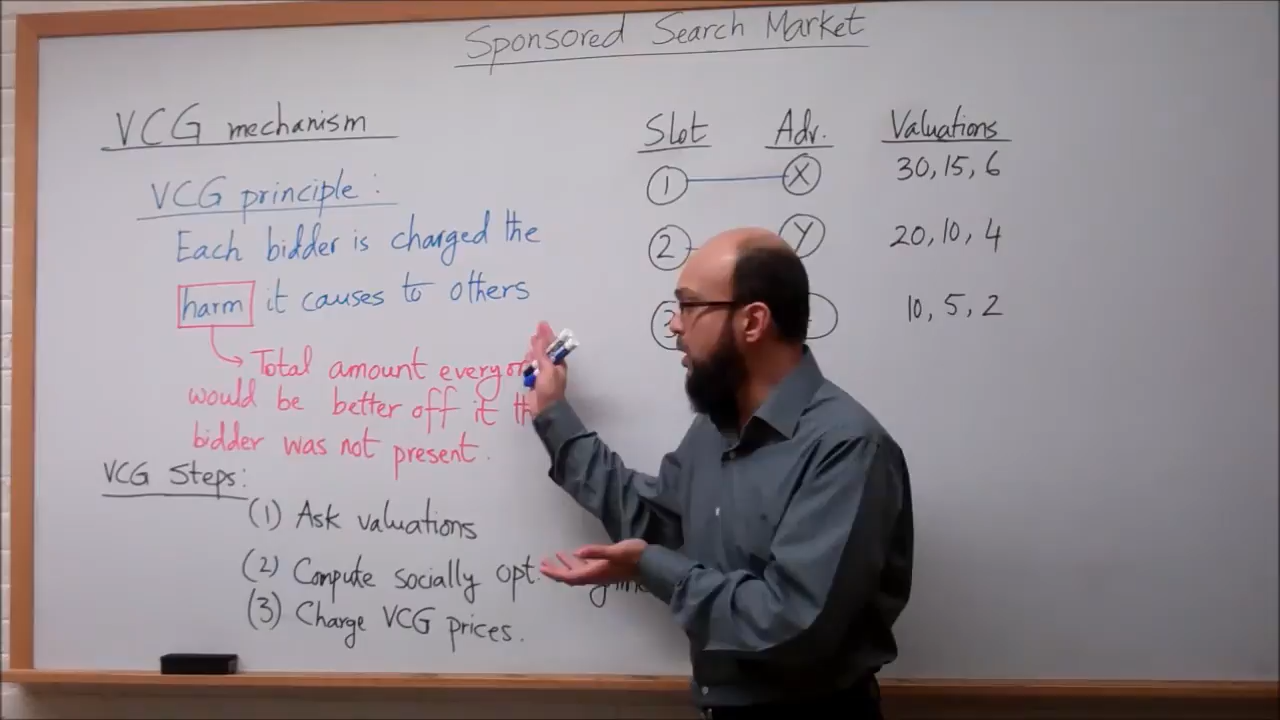 Sponsored Search Market
VCG mechanism
VCG principle :
Each bidder is charged the
harm it causes to others
Total amount
would be better off if
bidder was not present.
VCG Steps:
(1) Ask valuations
(2) Compute socially opt.
(3) Charge VCG prices.
Slot Adv. Valuations
1 X 30, 15, 6
2 Y 20, 10, 4
3 10, 5, 2